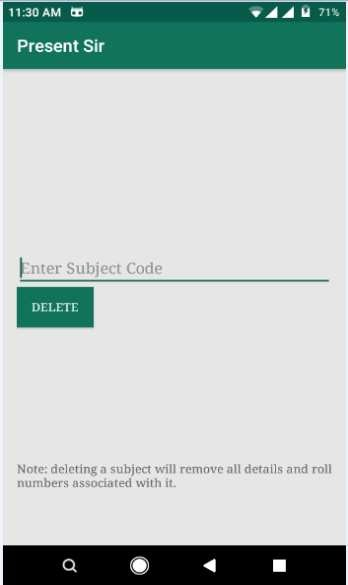 11:30 AM 71%
Present Sir
Enter Subject Code
DELETE
Note: deleting a subject will remove all details and roll
numbers associated with it.